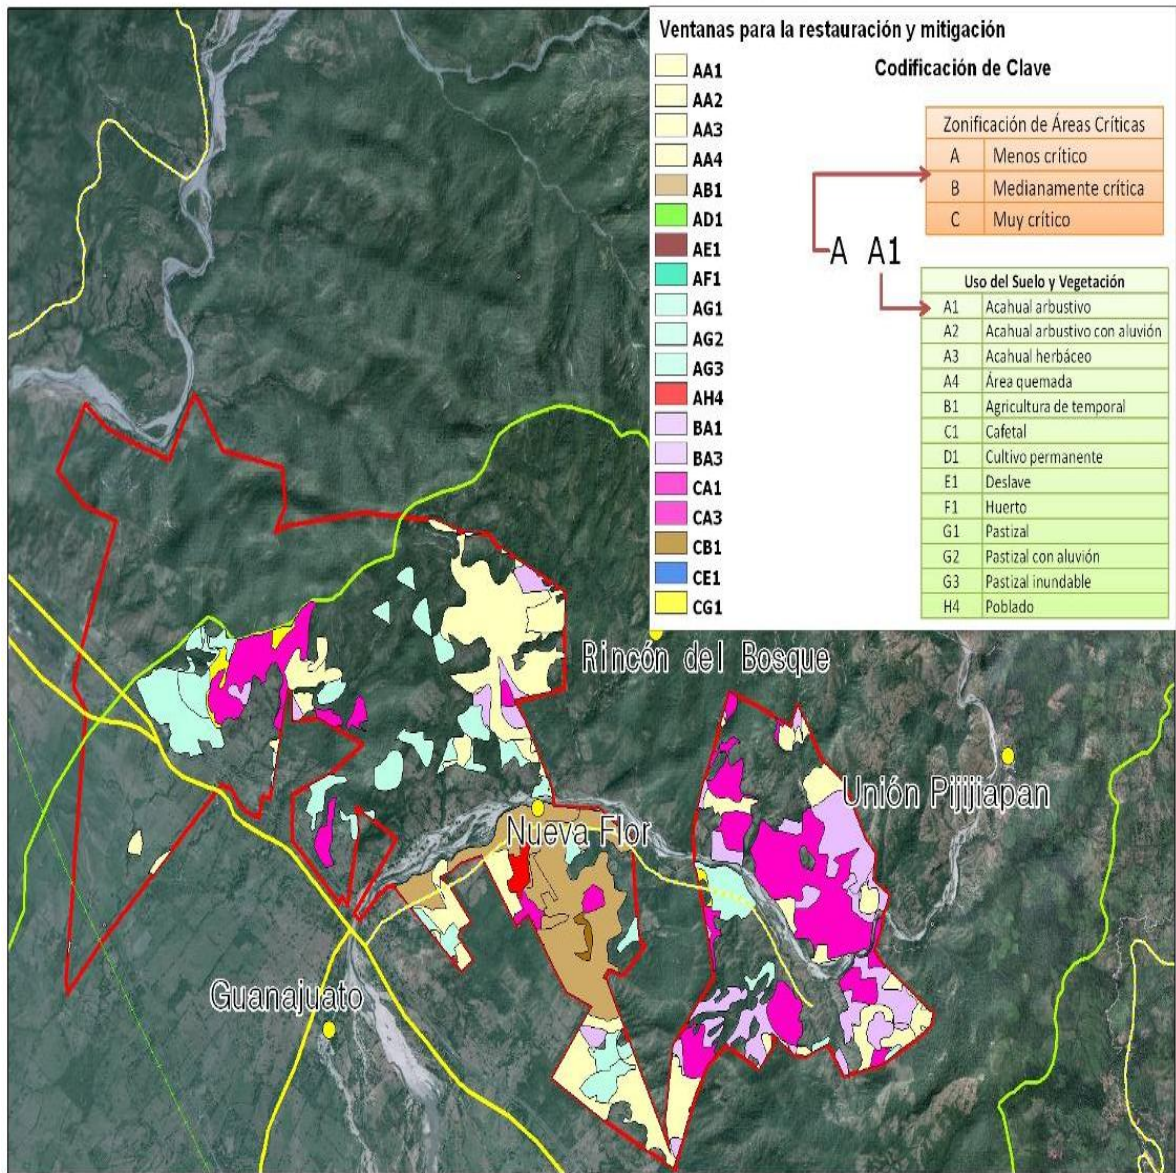 Ventanas para la restauración y mitigación
AA1
AA2
AA3
AA4
AB1
AD1
AE1
AF1
AG1
AG2
AG3
AH4
BA1
BA3
CA1
CA3
CB1
CE1
CG1
Codificación de Clave
Zonificación de Áreas Críticas
A Menos crítico
B Medianamente crítica
C Muy crítico
A A1
Uso del Suelo y Vegetación
A1 Acahual arbustivo
A2 Acahual arbustivo con aluvión
A3 Acahual herbáceo
A4 Área quemada
B1 Agricultura de temporal
C1 Cafetal
D1 Cultivo permanente
E1 Deslave
F1 Huerto
G1 Pastizal
G2 Pastizal con aluvión
G3 Pastizal inundable
H4 Poblado
Rincón del Bosque
Unión Pijijiapan
Nueva Flor
Guanajuato